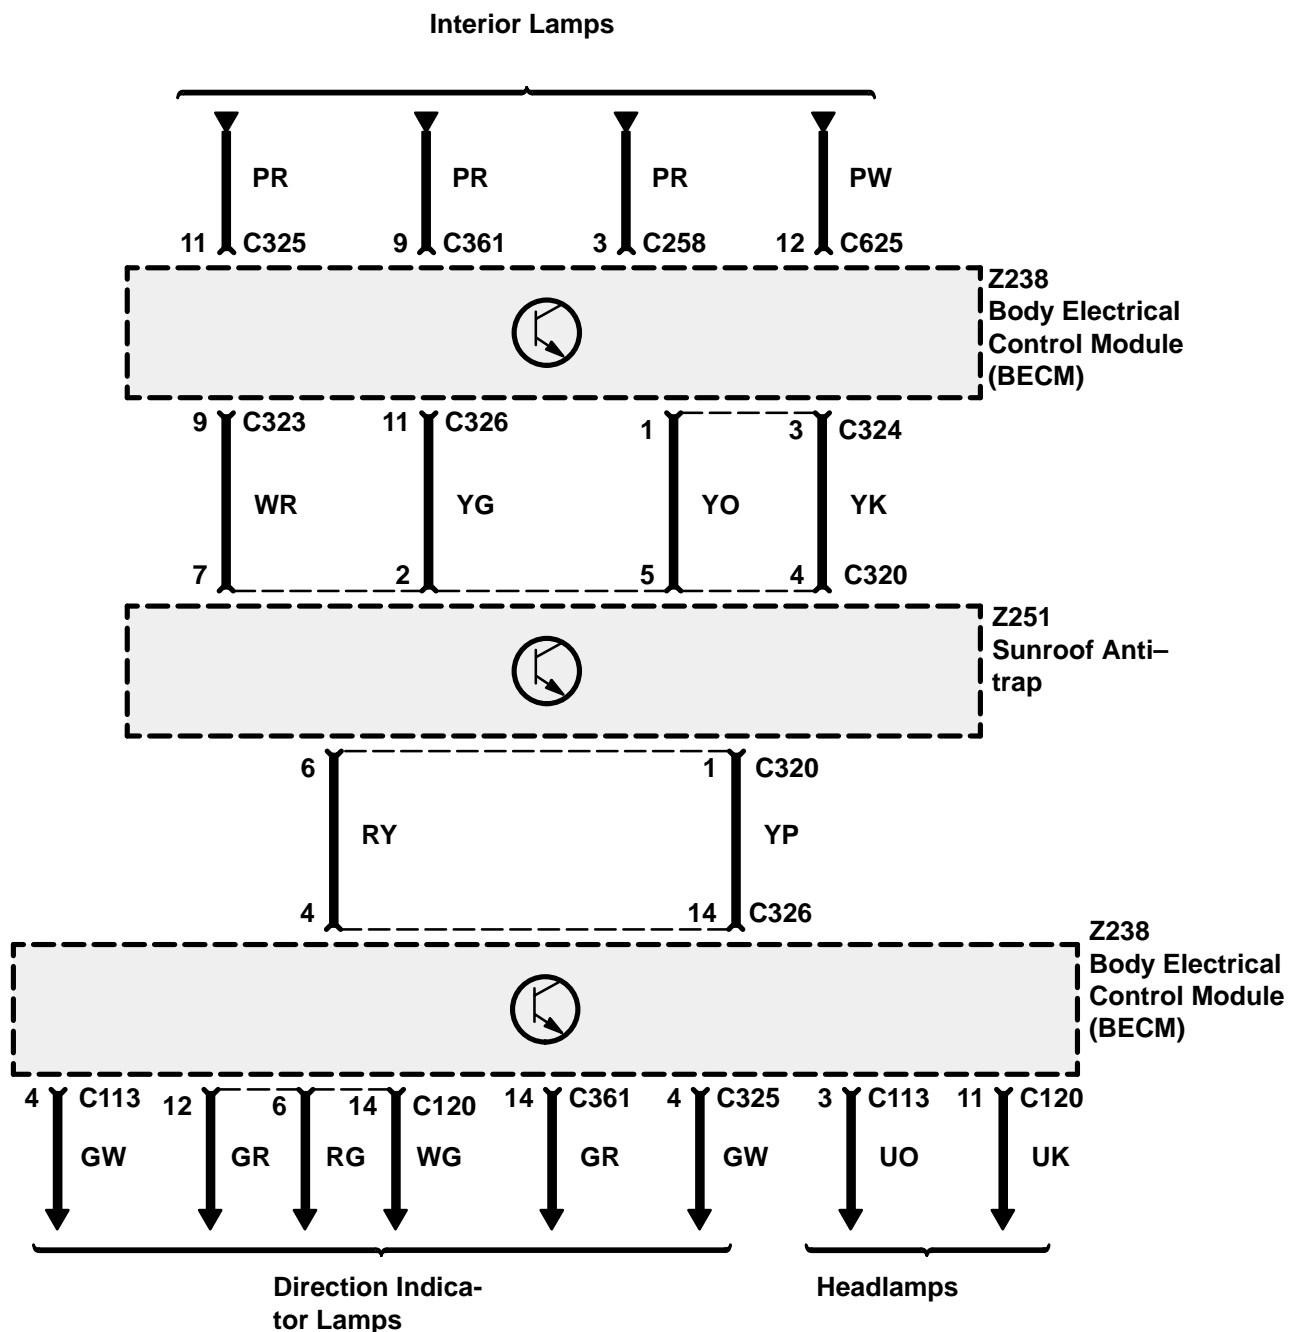 Interior Lamps
PR PR PR PW
11 C325 9 C361 3 C258 12 C625
Z238
Body Electrical
Control Module
(BECM)
9 C323 11 C326 1 3 C324
WR YG YO YK
7 2 5 4 C320
Z251
Sunroof Anti–
trap
6 1 C320
RY YP
4 14 C326
Z238
Body Electrical
Control Module
(BECM)
4 C113 12 6 14 C120 14 C361 4 C325 3 C113 11 C120
GW GR RG WG GR GW UO UK
Direction Indica-
tor Lamps
Headlamps